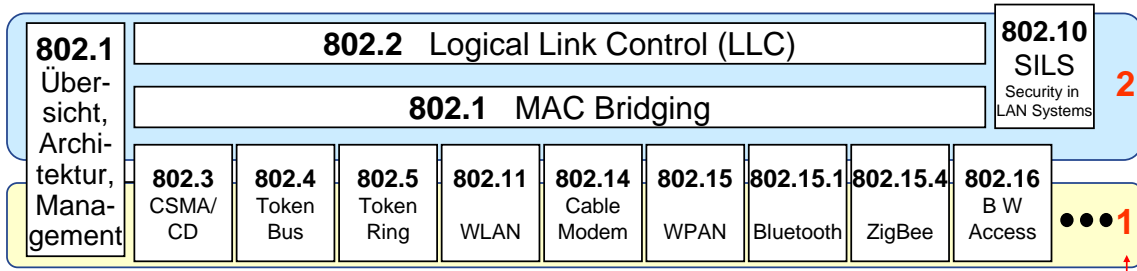 802.1
Über-
sicht,
Archi-
tektur,
Mana-
gement
802.2 Logical Link Control (LLC)
802.1 MAC Bridging
802.10
SILS
Security in
LAN Systems
2
802.3
CSMA/
CD
802.4
Token
Bus
802.5
Token
Ring
802.11
WLAN
802.14
Cable
Modem
802.15
WPAN
802.15.1
Bluetooth
802.15.4
ZigBee
802.16
B W
Access
●●●1